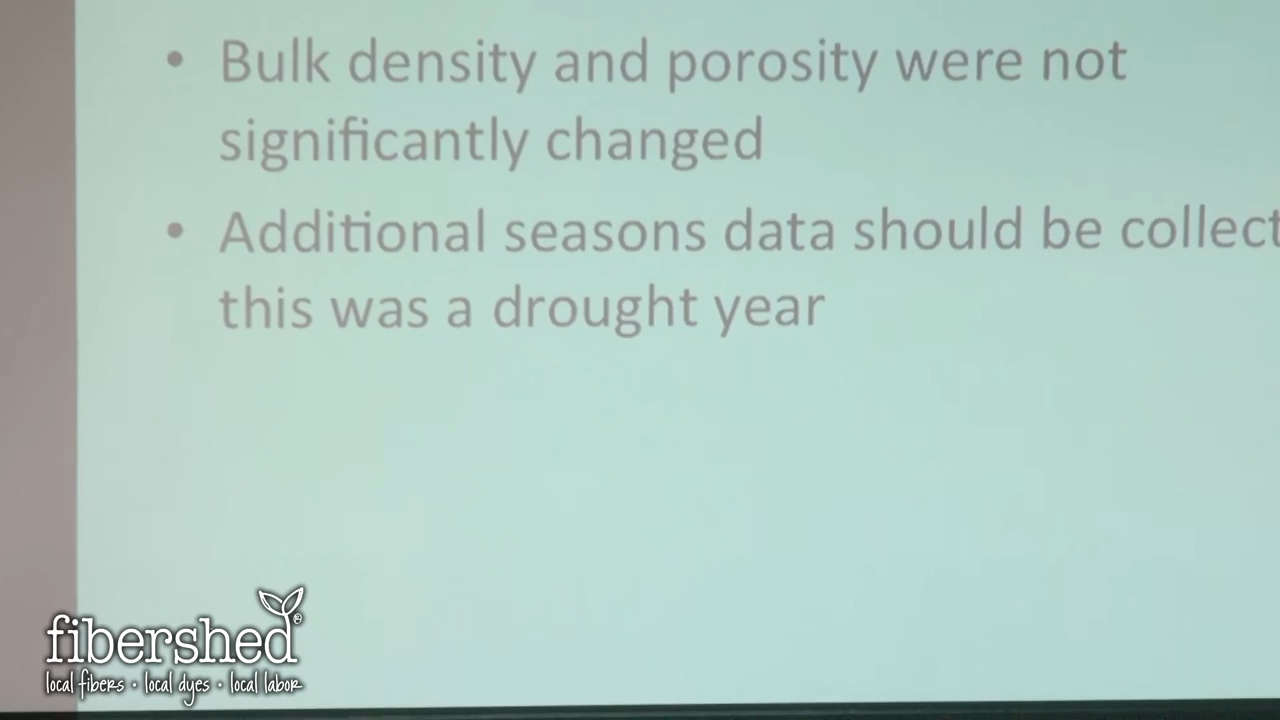 • Bulk density and porosity were not
significantly changed
• Additional seasons data should be collect
this was a drought year
fibershed®
local fibers • local dyes • local labor